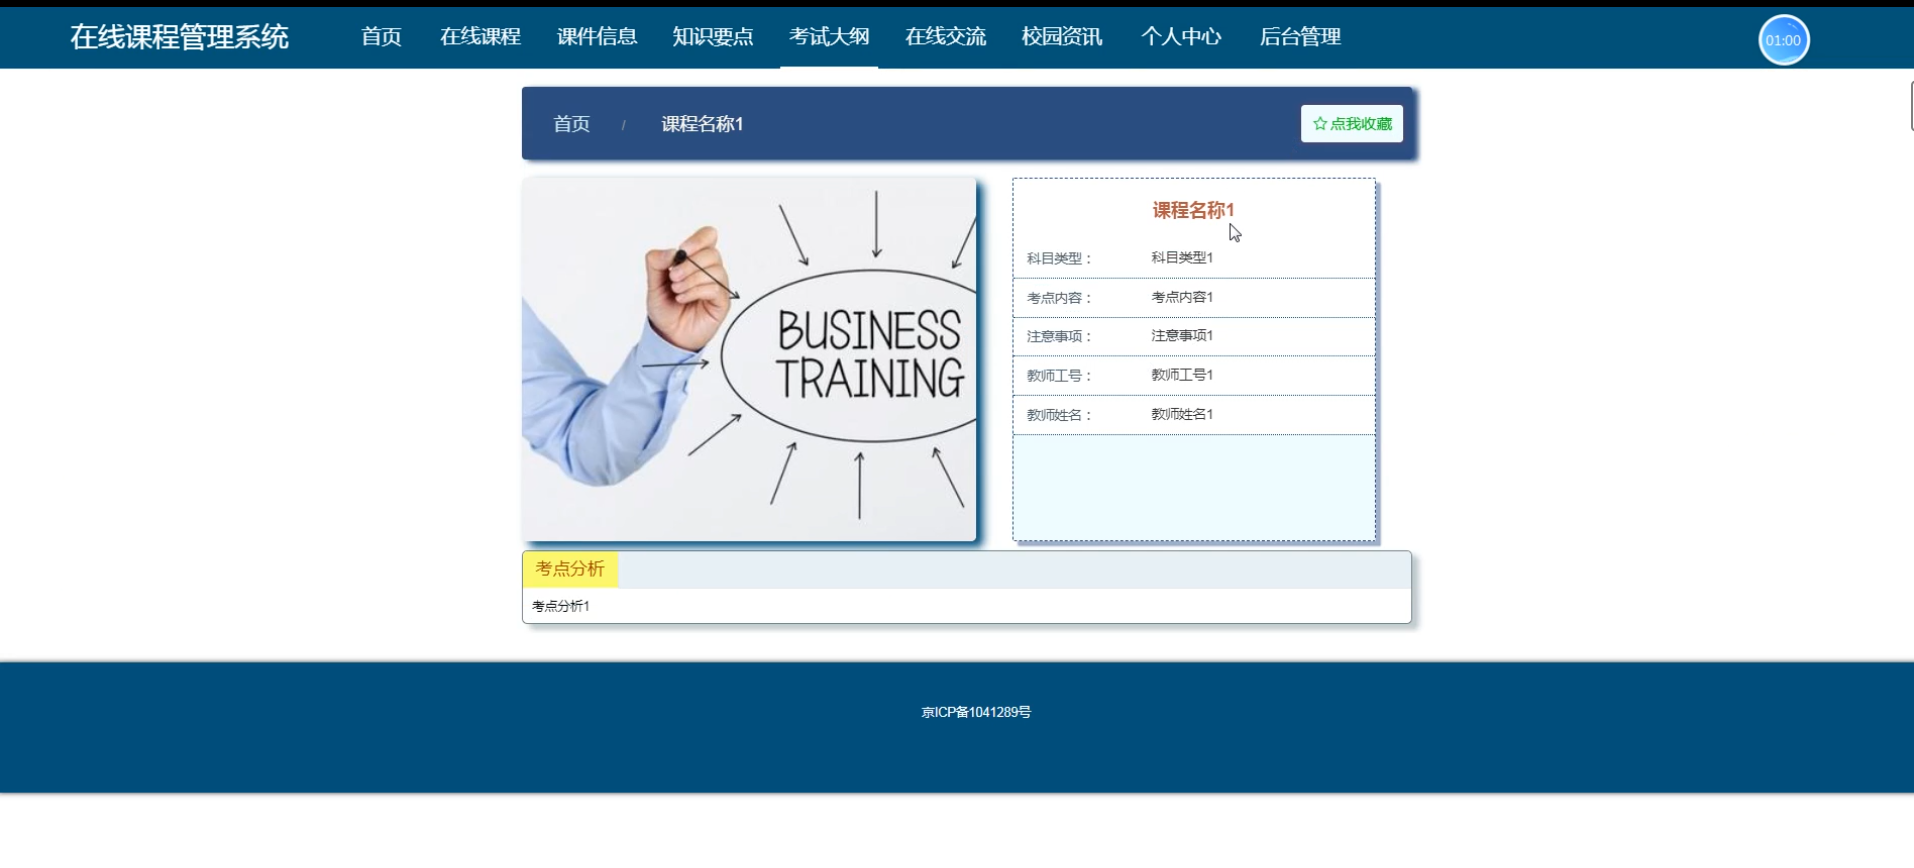 在线课程管理系统 首页 在线课程 课件信息 知识要点 考试大纲 在线交流 校园资讯 个人中心 后台管理 01:00
首页 / 课程名称1 ☆点我收藏
BUSINESS
TRAINING
课程名称1
科目类型： 科目类型1
考点内容： 考点内容1
注意事项： 注意事项1
教师工号： 教师工号1
教师姓名： 教师姓名1
考点分析
考点分析1
京ICP备1041289号